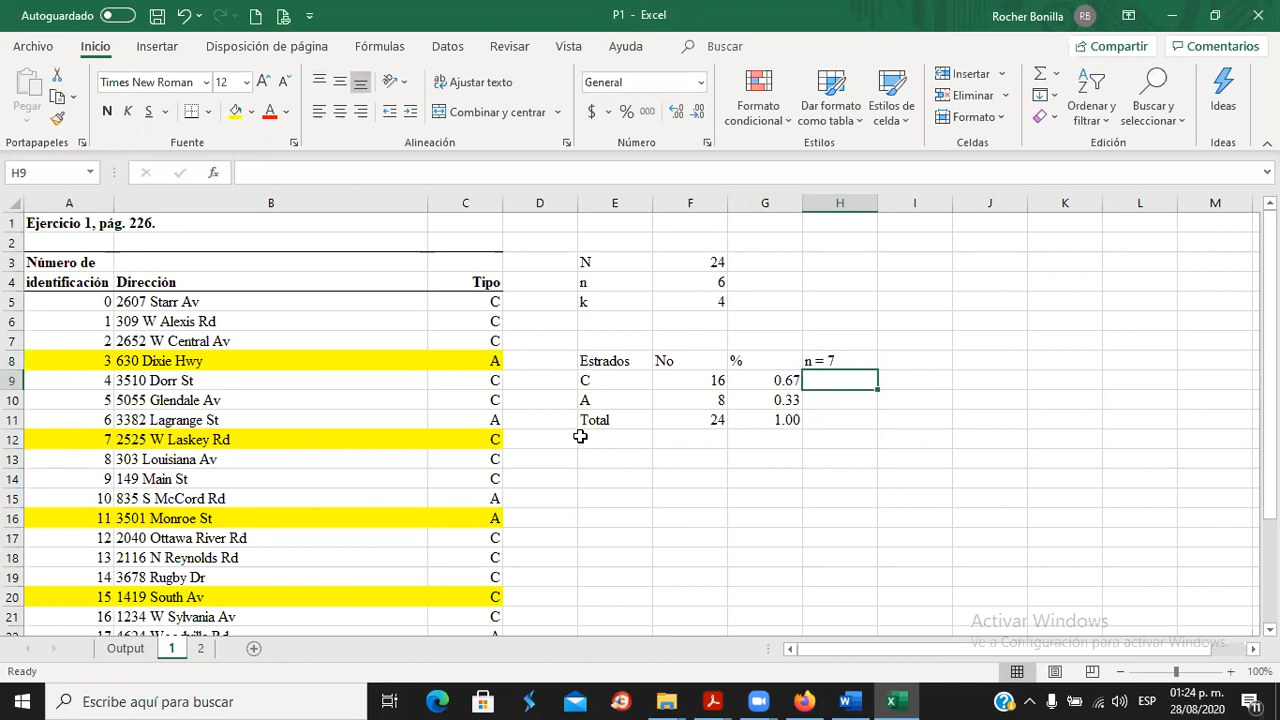 Autoguardado
P1 - Excel
Rocher Bonilla RB
Archivo Inicio Insertar Disposición de página Fórmulas Datos Revisar Vista Ayuda Buscar Compartir Comentarios
Pegar
Times New Roman 12
N K S
Ajustar texto
Combinar y centrar
General
$ % 000
Formato condicional
Dar formato como tabla
Estilos de celda
Insertar
Eliminar
Formato
Ordenar y filtrar
Buscar y seleccionar
Ideas
Portapapeles Fuente Alineación Número Estilos Celdas Edición Ideas
H9 fx
A B C D E F G H I J K L M
1 Ejercicio 1, pág. 226.
2
3 Número de N 24
4 identificación Dirección Tipo n 6
5 0 2607 Starr Av C k 4
6 1 309 W Alexis Rd C
7 2 2652 W Central Av C
8 3 630 Dixie Hwy A Estrados No % n = 7
9 4 3510 Dorr St C C 16 0.67
10 5 5055 Glendale Av C A 8 0.33
11 6 3382 Lagrange St A Total 24 1.00
12 7 2525 W Laskey Rd C
13 8 303 Louisiana Av C
14 9 149 Main St C
15 10 835 S McCord Rd A
16 11 3501 Monroe St A
17 12 2040 Ottawa River Rd C
18 13 2116 N Reynolds Rd C
19 14 3678 Rugby Dr C
20 15 1419 South Av C
21 16 1234 W Sylvania Av C
Activar Windows
Ve a Configuración para activar Windows.
Output 1 2
Ready 100%
Escribe aquí para buscar
ESP
01:24 p. m.
28/08/2020
11